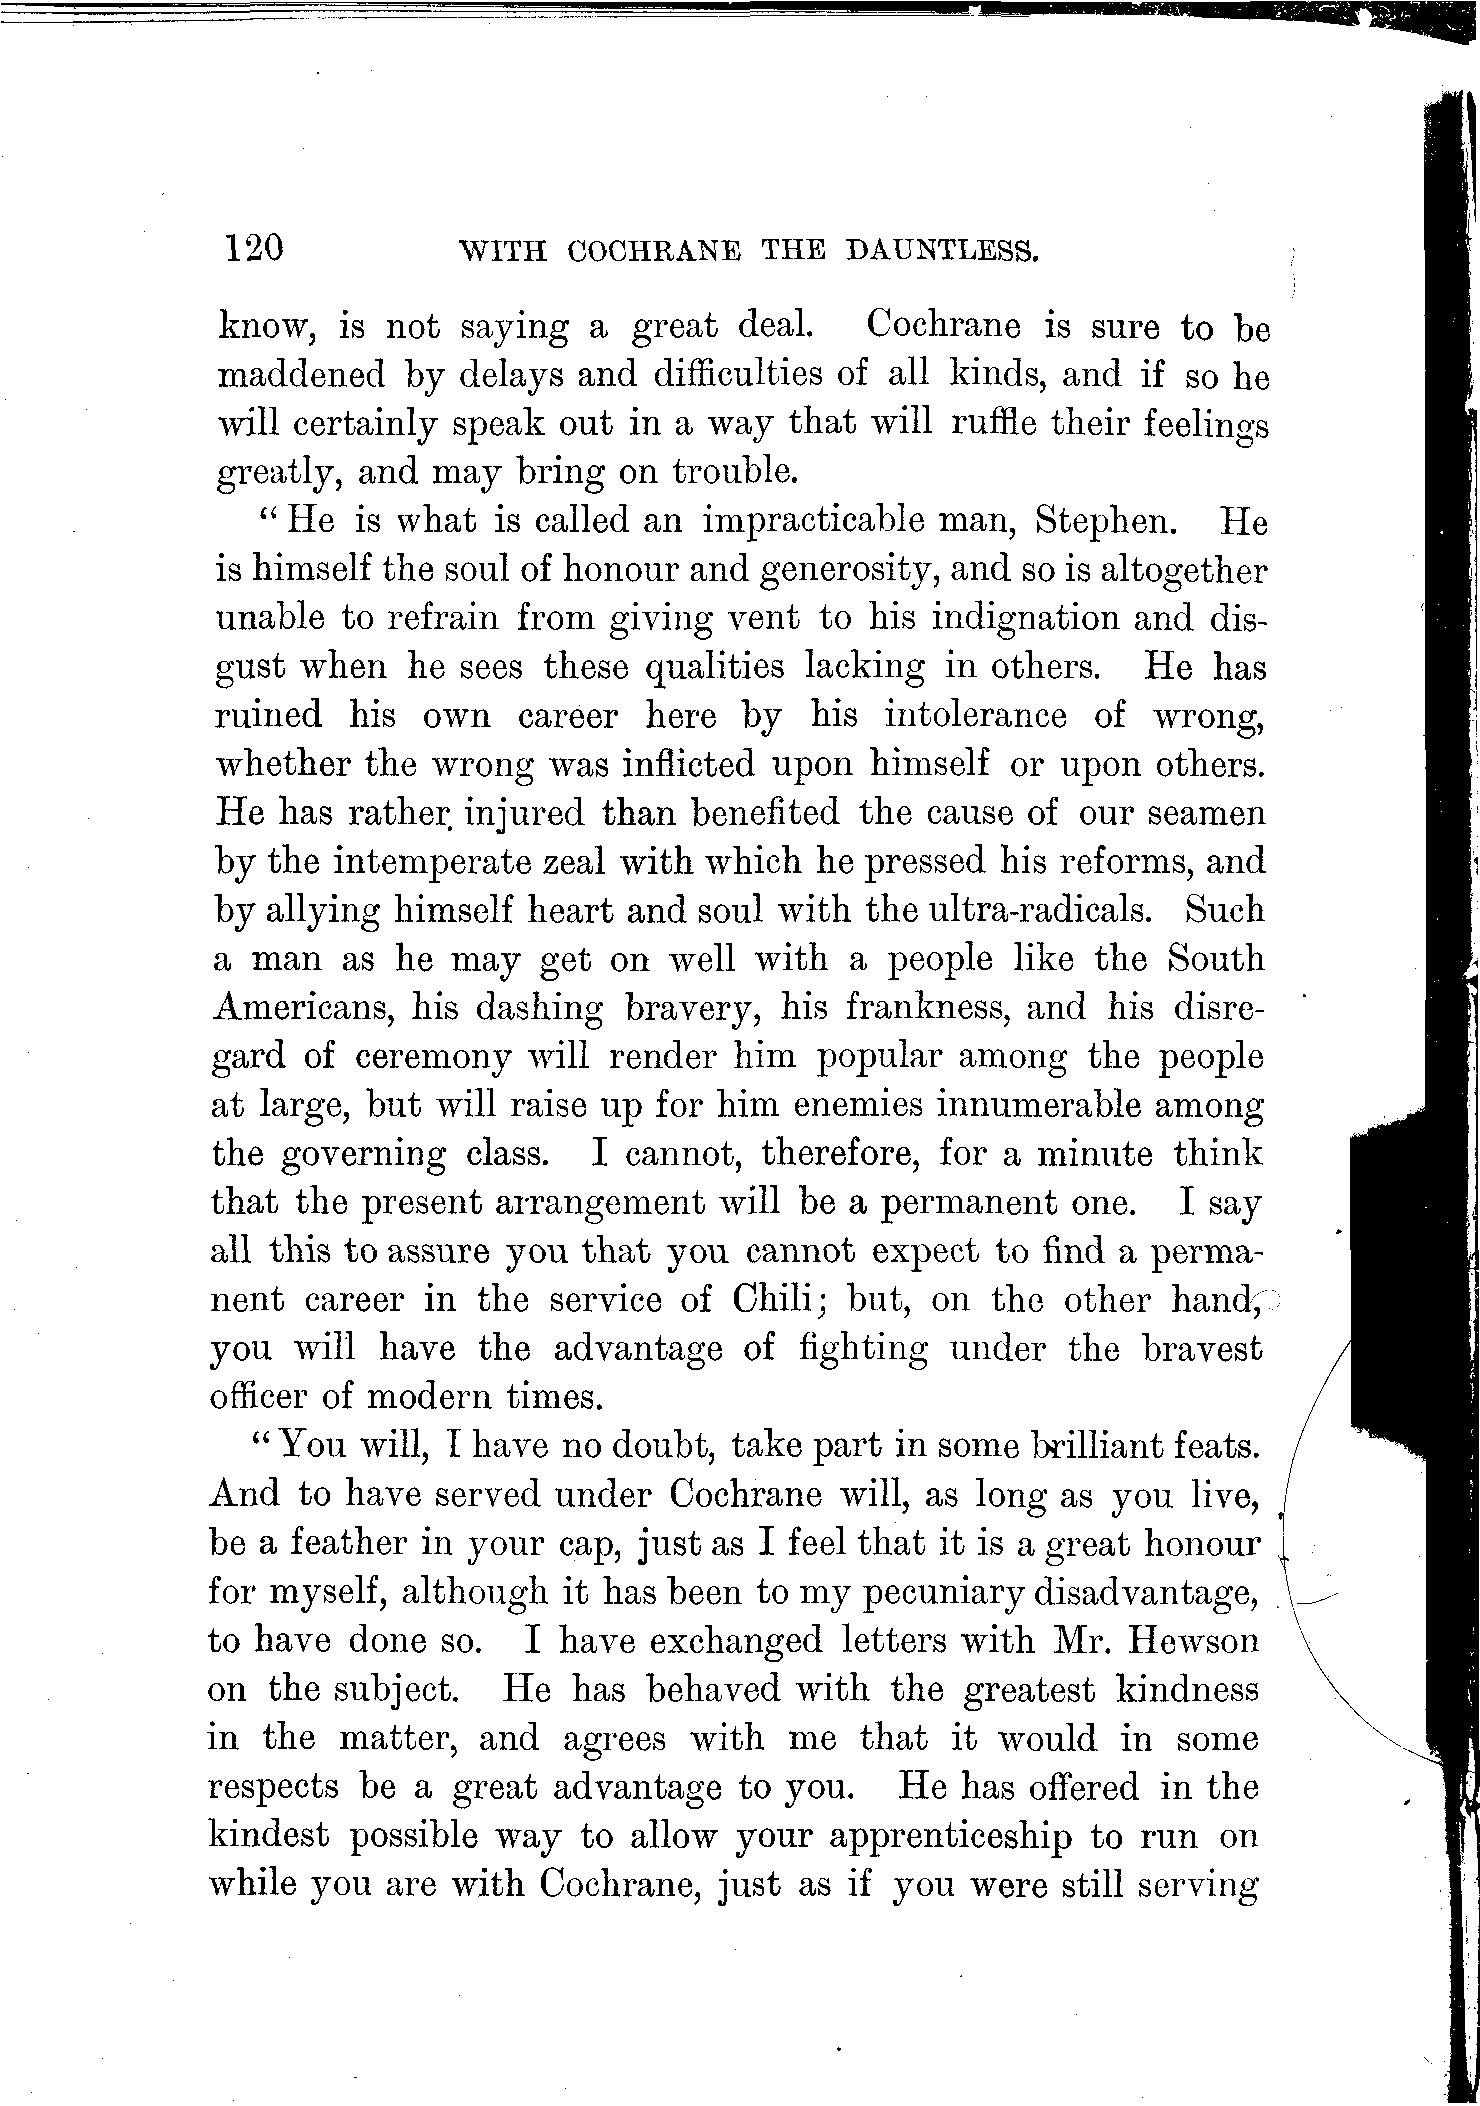 120 WITH COCHRANE THE DAUNTLESS.
know, is not saying a great deal. Cochrane is sure to be
maddened by delays and difficulties of all kinds, and if so he
will certainly speak out in a way that will ruffle their feelings
greatly, and may bring on trouble.
“He is what is called an impracticable man, Stephen. He
is himself the soul of honour and generosity, and so is altogether
unable to refrain from giving vent to his indignation and dis-
gust when he sees these qualities lacking in others. He has
ruined his own career here by his intolerance of wrong,
whether the wrong was inflicted upon himself or upon others.
He has rather injured than benefited the cause of our seamen
by the intemperate zeal with which he pressed his reforms, and
by allying himself heart and soul with the ultra-radicals. Such
a man as he may get on well with a people like the South
Americans, his dashing bravery, his frankness, and his disre-
gard of ceremony will render him popular among the people
at large, but will raise up for him enemies innumerable among
the governing class. I cannot, therefore, for a minute think
that the present arrangement will be a permanent one. I say
all this to assure you that you cannot expect to find a perma-
nent career in the service of Chili; but, on the other hand,
you will have the advantage of fighting under the bravest
officer of modern times.
“You will, I have no doubt, take part in some brilliant feats.
And to have served under Cochrane will, as long as you live,
be a feather in your cap, just as I feel that it is a great honour
for myself, although it has been to my pecuniary disadvantage,
to have done so. I have exchanged letters with Mr. Hewson
on the subject. He has behaved with the greatest kindness
in the matter, and agrees with me that it would in some
respects be a great advantage to you. He has offered in the
kindest possible way to allow your apprenticeship to run on
while you are with Cochrane, just as if you were still serving